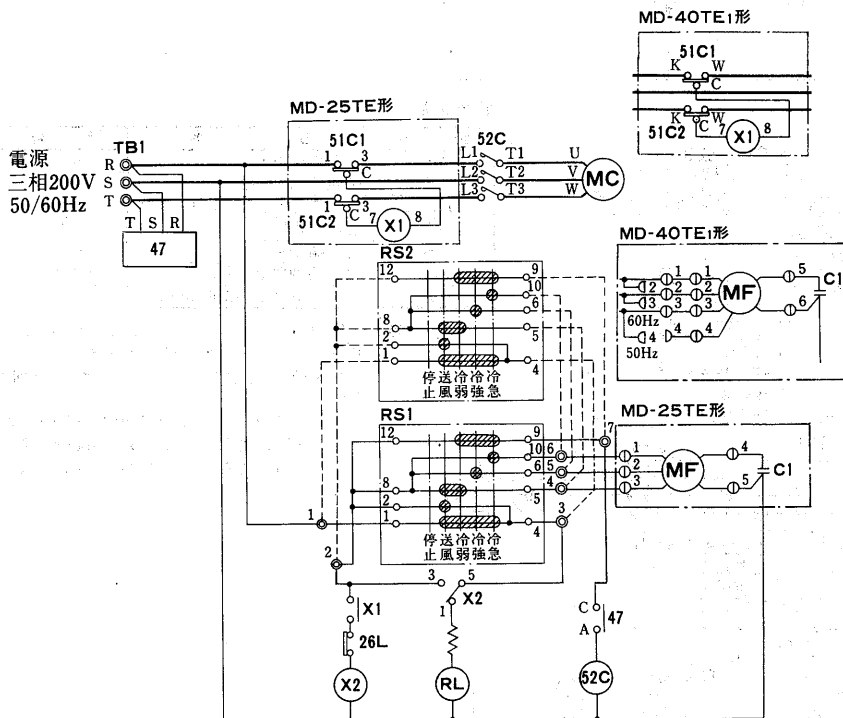 MD-40TE₁形
51C1
K W
C
K W
51C2 C 7 X1 8
MD-25TE形
51C1
1 3
C
52C
TB1
電源
三相200V
50/60Hz
R
S
T
L1 T1 U
L2 T2 V
L3 T3 W
MC
1 3
51C2 C 7 X1 8
T S R
47
RS2
12 9
10
6
8
5
2
1 4
停止 送風 冷弱 冷強 冷急
MD-40TE₁形
1 1
2 2 2
3 3 3
60Hz
4 4 4
50Hz
MF
5
6
C1
RS1
12 9 7
10 6
6 5
8 4
5
2
1 1 4 3
停止 送風 冷弱 冷強 冷急
MD-25TE形
1
2
3
MF
4
5
C1
2
3 5
X2
1
X1
26L
X2
RL
C
47
A
52C